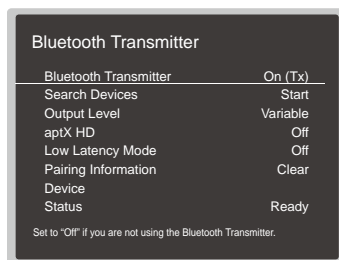 Bluetooth Transmitter
Bluetooth Transmitter On (Tx)
Search Devices Start
Output Level Variable
aptX HD Off
Low Latency Mode Off
Pairing Information Clear
Device
Status Ready
Set to “Off” if you are not using the Bluetooth Transmitter.